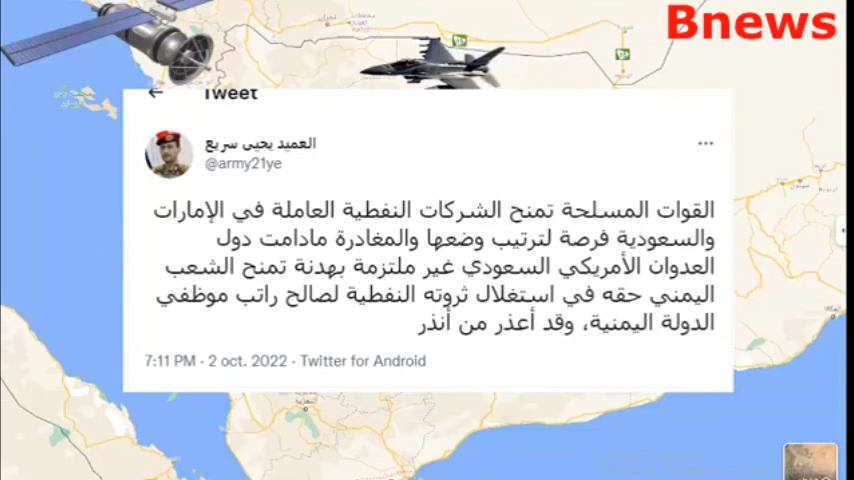 Bnews
Tweet
العميد يحيى سريع
@army21ye
القوات المسلحة تمنح الشركات النفطية العاملة في الإمارات
والسعودية فرصة لترتيب وضعها والمغادرة مادامت دول
العدوان الأمريكي السعودي غير ملتزمة بهدنة تمنح الشعب
اليمني حقه في استغلال ثروته النفطية لصالح راتب موظفي
الدولة اليمنية، وقد أعذر من أنذر
7:11 PM · 2 oct. 2022 · Twitter for Android